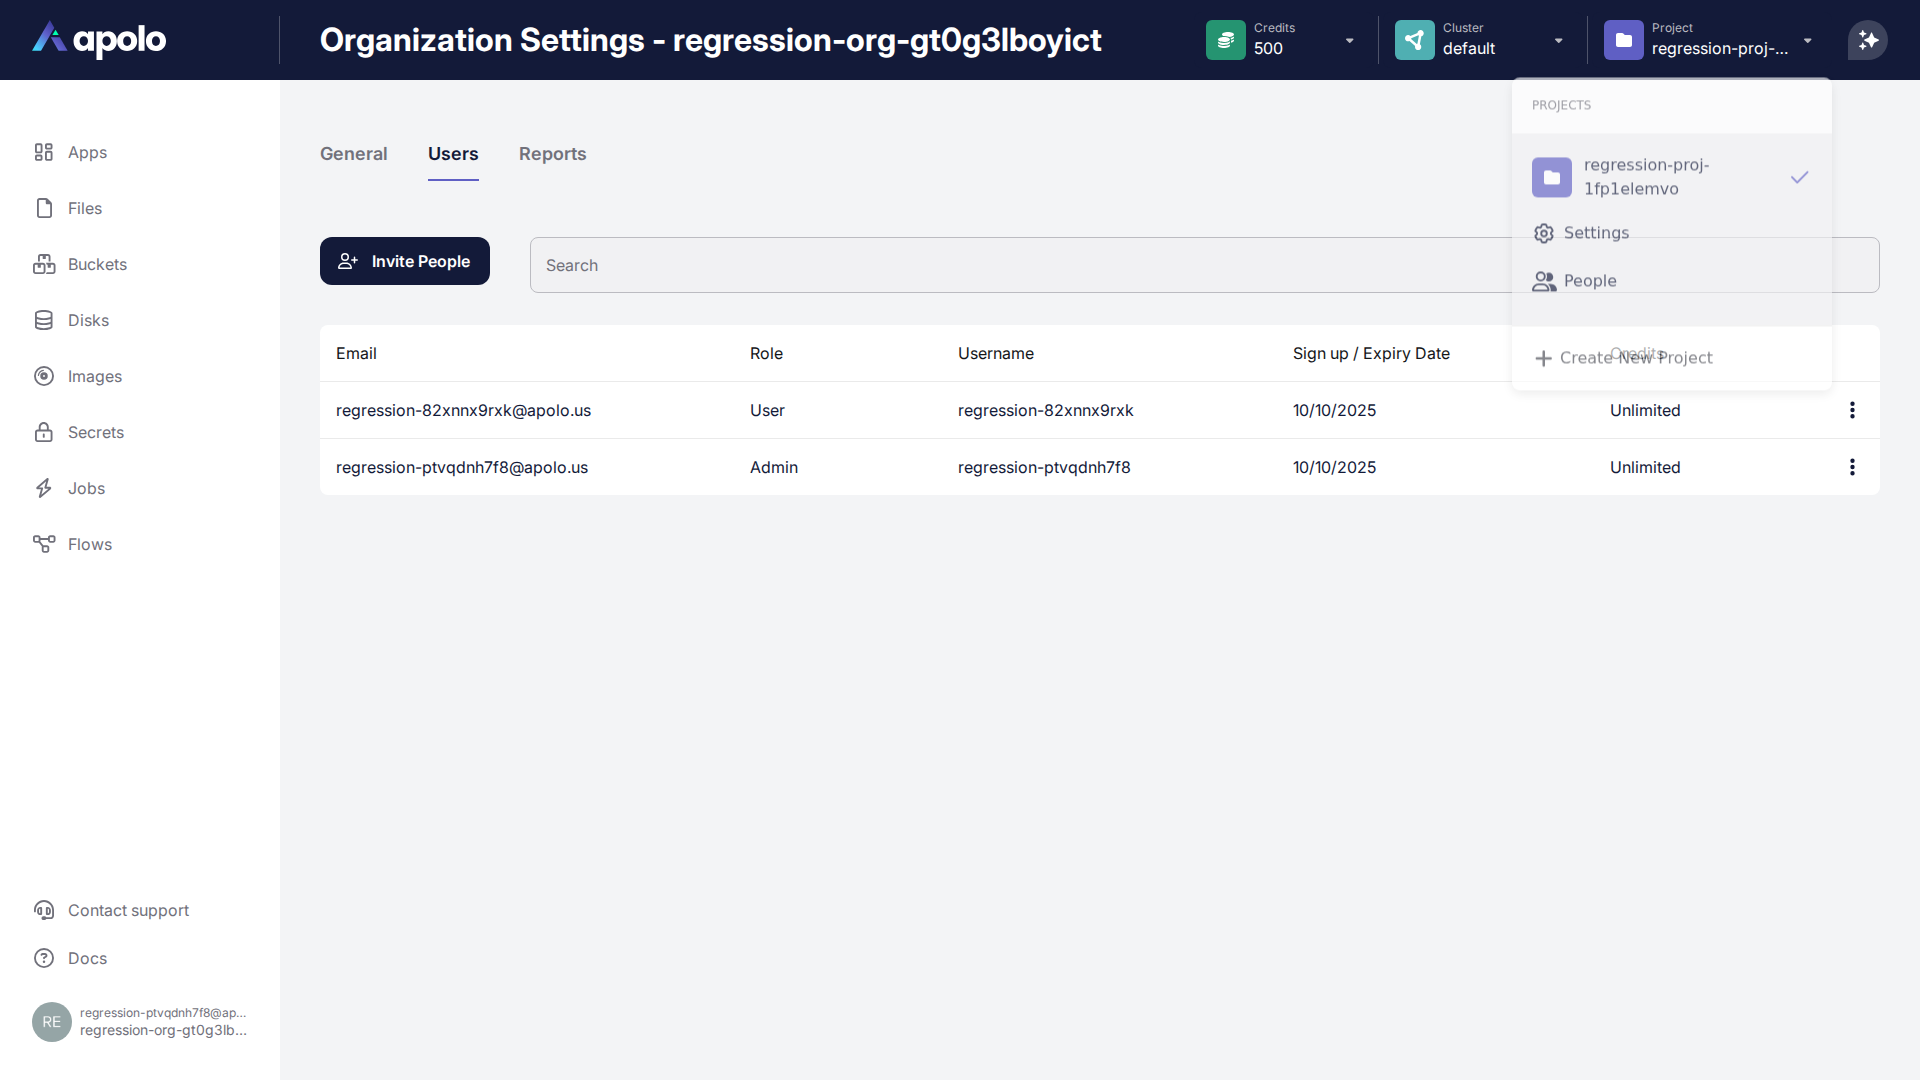 apolo
Organization Settings - regression-org-gt0g3lboyict
Credits
500
Cluster
default
Project
regression-proj-...
Apps
Files
Buckets
Disks
Images
Secrets
Jobs
Flows
Contact support
Docs
RE
regression-ptvqdnh7f8@ap...
regression-org-gt0g3lb...
General
Users
Reports
Invite People
Search
PROJECTS
regression-proj-
1fp1elemvo
Settings
People
Create New Project
Email
Role
Username
Sign up / Expiry Date
Credits
regression-82xnnx9rxk@apolo.us
User
regression-82xnnx9rxk
10/10/2025
Unlimited
regression-ptvqdnh7f8@apolo.us
Admin
regression-ptvqdnh7f8
10/10/2025
Unlimited